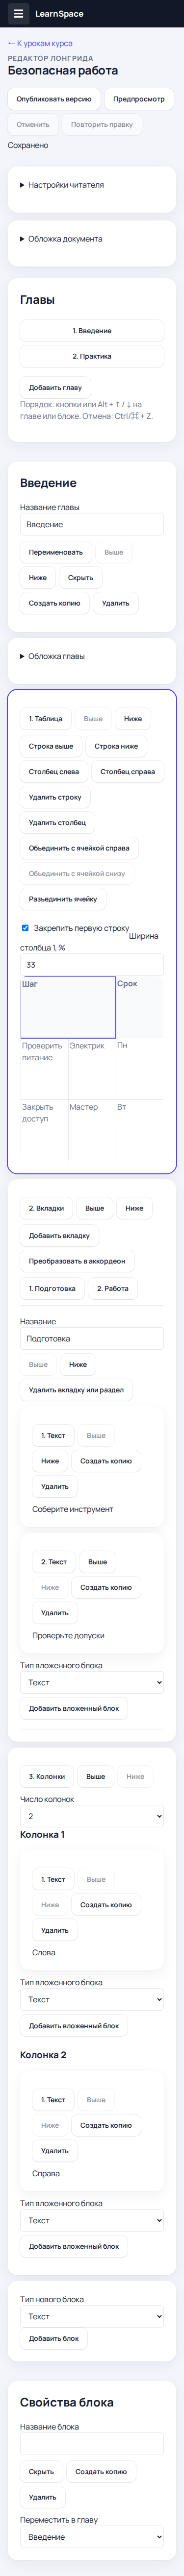 LearnSpace
← К урокам курса
РЕДАКТОР ЛОНГРИДА
Безопасная работа
Опубликовать версию
Предпросмотр
Отменить
Повторить правку
Сохранено
Настройки читателя
Обложка документа
Главы
1. Введение
2. Практика
Добавить главу
Порядок: кнопки или Alt + ↑ / ↓ на
главе или блоке. Отмена: Ctrl/⌘ + Z.
Введение
Название главы
Введение
Переименовать
Выше
Ниже
Скрыть
Создать копию
Удалить
Обложка главы
1. Таблица
Выше
Ниже
Строка выше
Строка ниже
Столбец слева
Столбец справа
Удалить строку
Удалить столбец
Объединить с ячейкой справа
Объединить с ячейкой снизу
Разъединить ячейку
Закрепить первую строку
Ширина
столбца 1, %
33
Шаг
Срок
Проверить
питание
Электрик
Пн
Закрыть
доступ
Мастер
Вт
2. Вкладки
Выше
Ниже
Добавить вкладку
Преобразовать в аккордеон
1. Подготовка
2. Работа
Название
Подготовка
Выше
Ниже
Удалить вкладку или раздел
1. Текст
Выше
Ниже
Создать копию
Удалить
Соберите инструмент
2. Текст
Выше
Ниже
Создать копию
Удалить
Проверьте допуски
Тип вложенного блока
Текст
Добавить вложенный блок
3. Колонки
Выше
Ниже
Число колонок
2
Колонка 1
1. Текст
Выше
Ниже
Создать копию
Удалить
Слева
Тип вложенного блока
Текст
Добавить вложенный блок
Колонка 2
1. Текст
Выше
Ниже
Создать копию
Удалить
Справа
Тип вложенного блока
Текст
Добавить вложенный блок
Тип нового блока
Текст
Добавить блок
Свойства блока
Название блока
Скрыть
Создать копию
Удалить
Переместить в главу
Введение